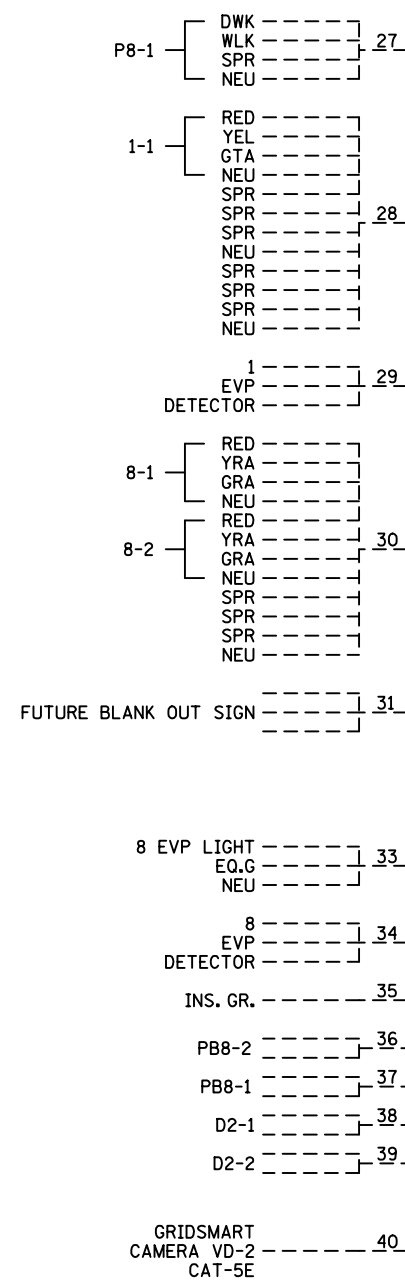 DWK
WLK
P8-1
SPR
NEU
27
RED
YEL
1-1
GTA
NEU
SPR
SPR
SPR
NEU
SPR
SPR
SPR
NEU
28
1
EVP
DETECTOR
29
RED
YRA
8-1
GRA
NEU
RED
YRA
8-2
GRA
NEU
SPR
SPR
SPR
NEU
30
FUTURE BLANK OUT SIGN
31
8 EVP LIGHT
EQ.G
NEU
33
8
EVP
DETECTOR
34
INS. GR. 35
PB8-2 36
PB8-1 37
D2-1 38
D2-2 39
GRIDSMART
CAMERA VD-2 40
CAT-5E